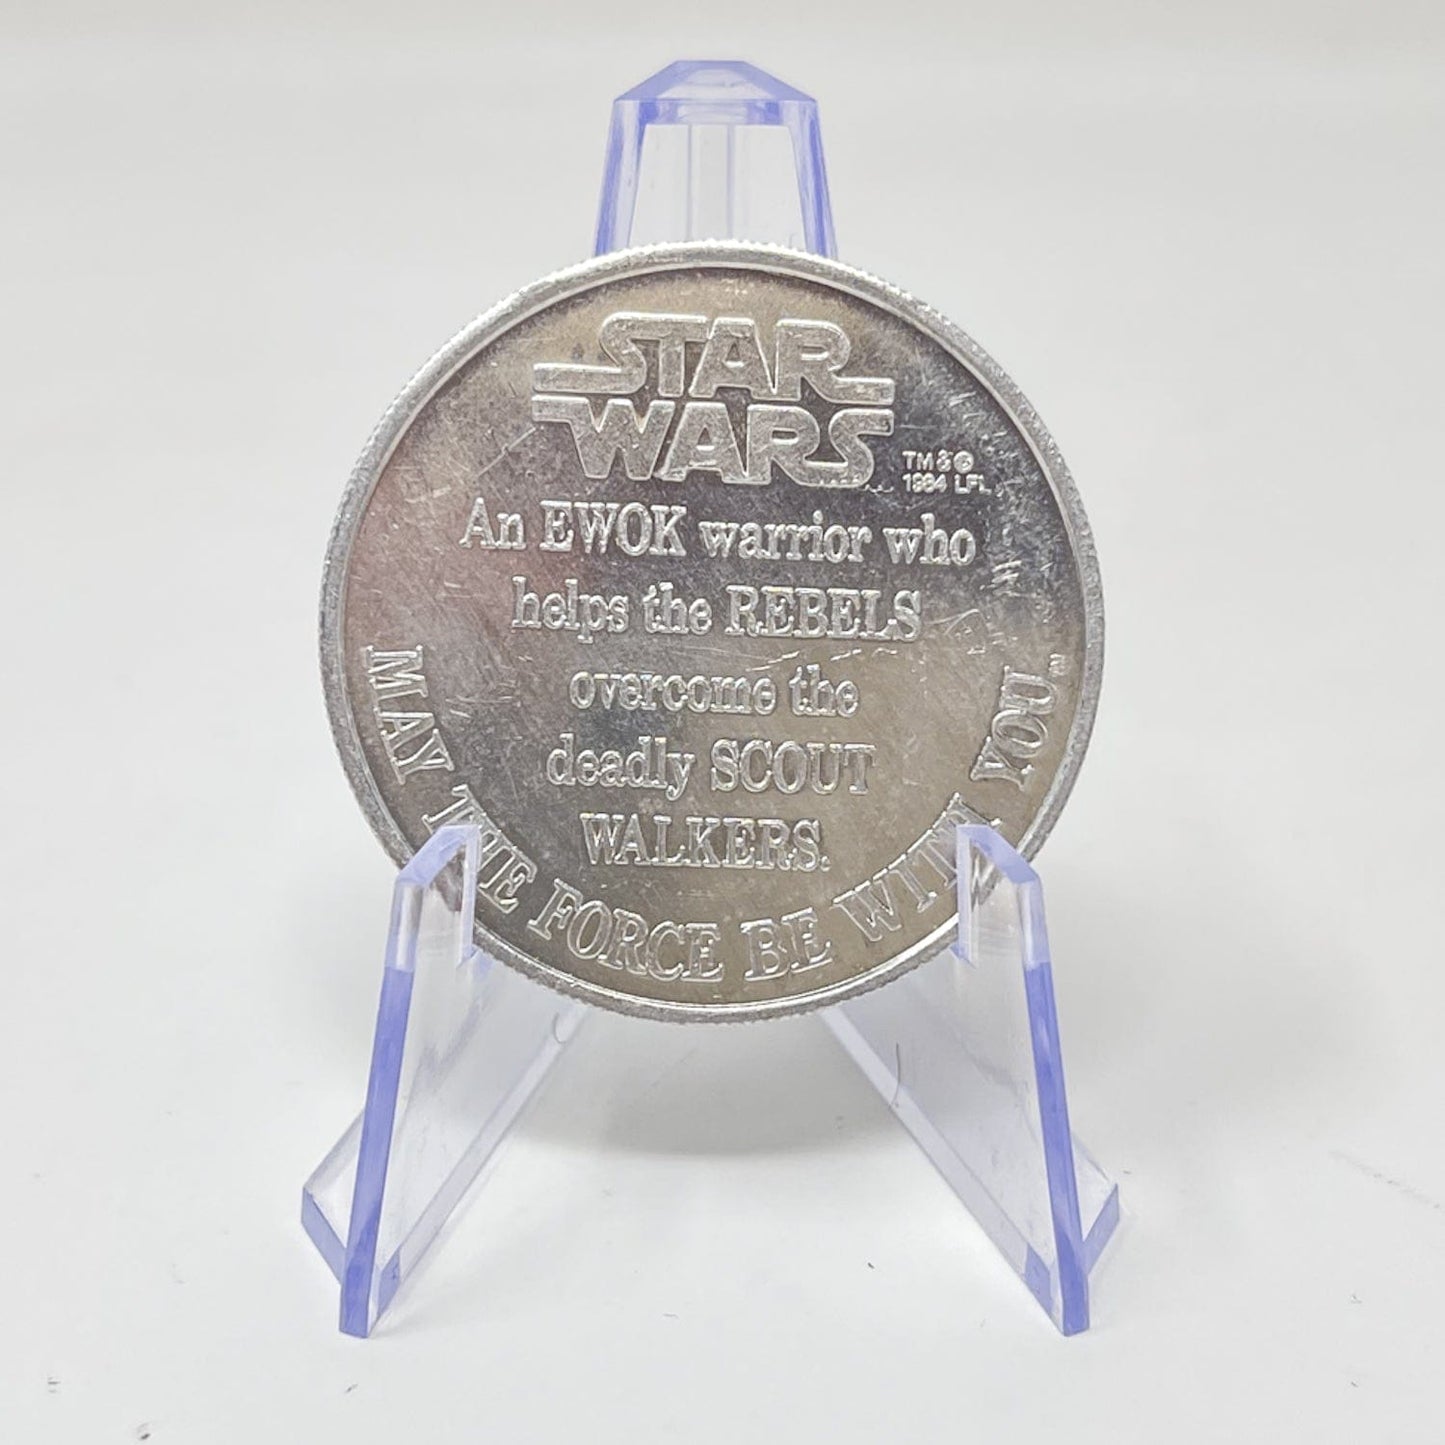 STAR
WARS
TM & ©
1984 LFL
An EWOK warrior who
helps the REBELS
overcome the
deadly SCOUT
WALKERS.
MAY THE FORCE BE WITH YOU